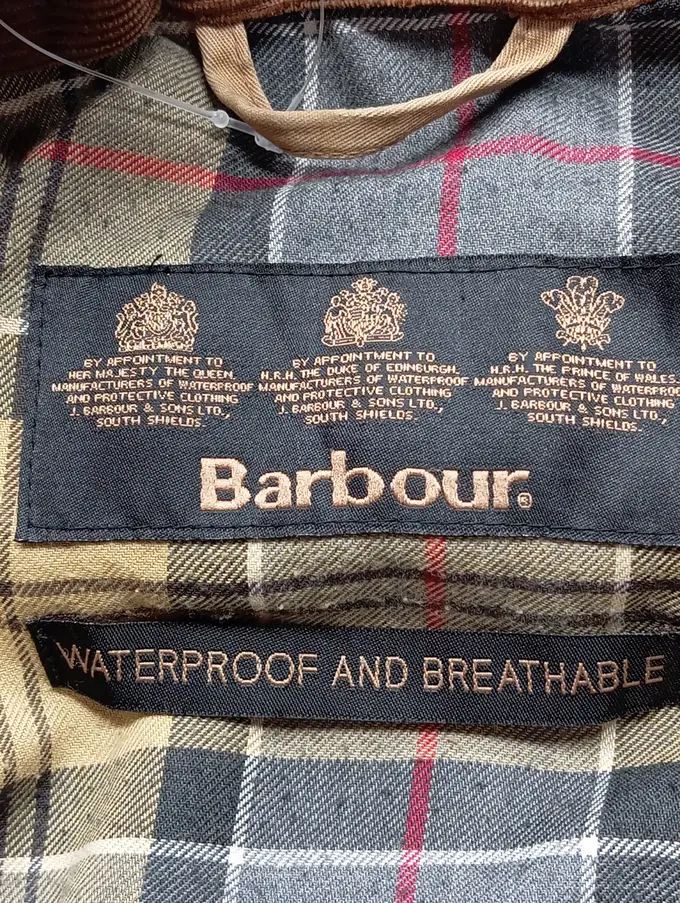 BY APPOINTMENT TO
HER MAJESTY THE QUEEN.
MANUFACTURERS OF WATERPROOF
AND PROTECTIVE CLOTHING
J. BARBOUR & SONS LTD.,
SOUTH SHIELDS.
BY APPOINTMENT TO
H.R.H. THE DUKE OF EDINBURGH.
MANUFACTURERS OF WATERPROOF
AND PROTECTIVE CLOTHING
J. BARBOUR & SONS LTD.,
SOUTH SHIELDS.
BY APPOINTMENT TO
H.R.H. THE PRINCE OF WALES
MANUFACTURERS OF WATERPROO
AND PROTECTIVE CLOTHING
J. BARBOUR & SONS LTD.,
SOUTH SHIELDS.
Barbour®
WATERPROOF AND BREATHABLE